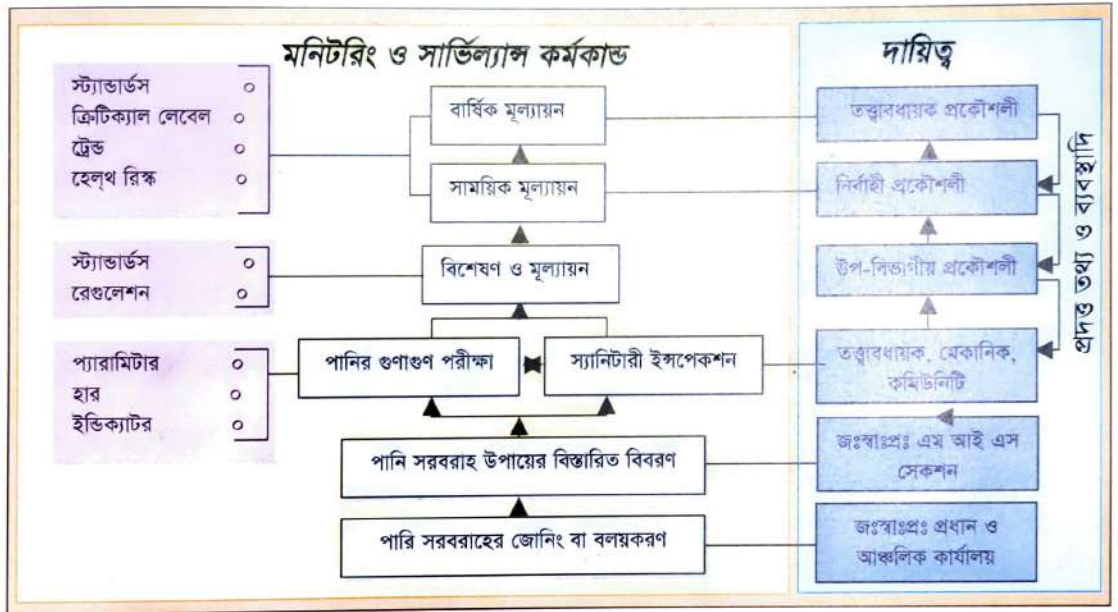 মনিটরিং ও সার্ভিল্যান্স কর্মকান্ড
দায়িত্ব
স্ট্যান্ডার্ডস
ক্রিটিক্যাল লেবেল
ট্রেন্ড
হেল্থ রিস্ক
বার্ষিক মূল্যায়ন
তত্ত্বাবধায়ক প্রকৌশলী
সাময়িক মূল্যায়ন
নির্বাহী প্রকৌশলী
স্ট্যান্ডার্ডস
রেগুলেশন
বিশেষণ ও মূল্যায়ন
উপ-বিভাগীয় প্রকৌশলী
প্যারামিটার
হার
ইন্ডিক্যাটর
পানির গুণাগুণ পরীক্ষা
স্যানিটারী ইন্সপেকশন
তত্ত্বাবধায়ক, মেকানিক,
কমিউনিটি
পানি সরবরাহ উপায়ের বিস্তারিত বিবরণ
জঃস্বাঃপ্রঃ এম আই এস
সেকশন
পারি সরবরাহের জোনিং বা বলয়করণ
জঃস্বাঃপ্রঃ প্রধান ও
আঞ্চলিক কার্যালয়
প্রদত্ত তথ্য ও ব্যবস্থাদি